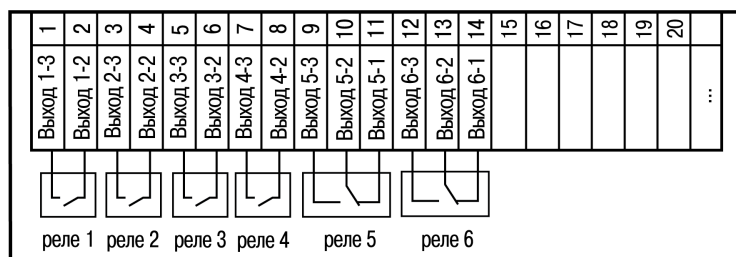 1 2 3 4 5 6 7 8 9 10 11 12 13 14 15 16 17 18 19 20
Выход 1-3
Выход 1-2
Выход 2-3
Выход 2-2
Выход 3-3
Выход 3-2
Выход 4-3
Выход 4-2
Выход 5-3
Выход 5-2
Выход 5-1
Выход 6-3
Выход 6-2
Выход 6-1
...
реле 1 реле 2 реле 3 реле 4 реле 5 реле 6